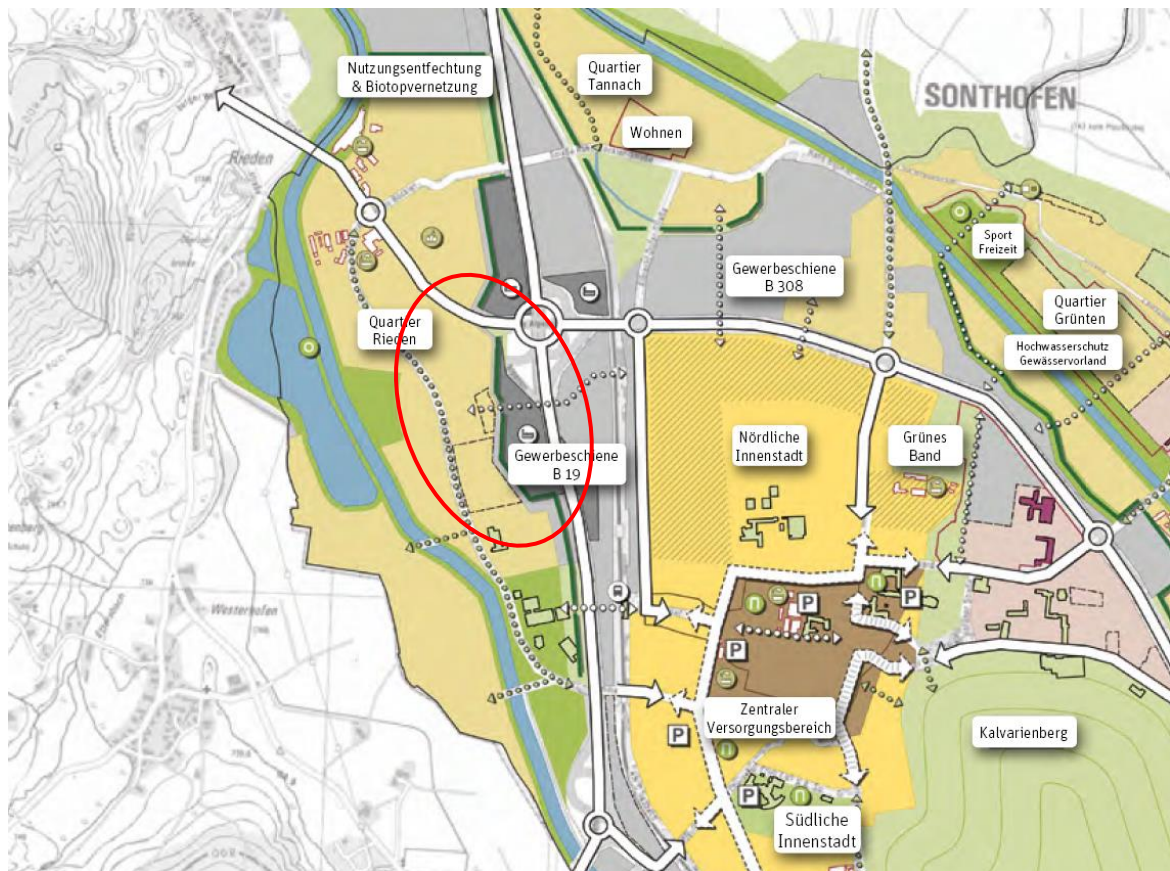 Nutzungsentfechtung
& Biotopvernetzung
Quartier
Tannach
Wohnen
SONTHOFEN
Rieden
Sport
Freizeit
Gewerbeschiene
B 308
Quartier
Grünten
Hochwasserschutz
Gewässervorland
Quartier
Rieden
Gewerbeschiene
B 19
Nördliche
Innenstadt
Grünes
Band
Westerhofen
P
P
P
Zentraler
Versorgungsbereich
P
Kalvarienberg
P
Südliche
Innenstadt